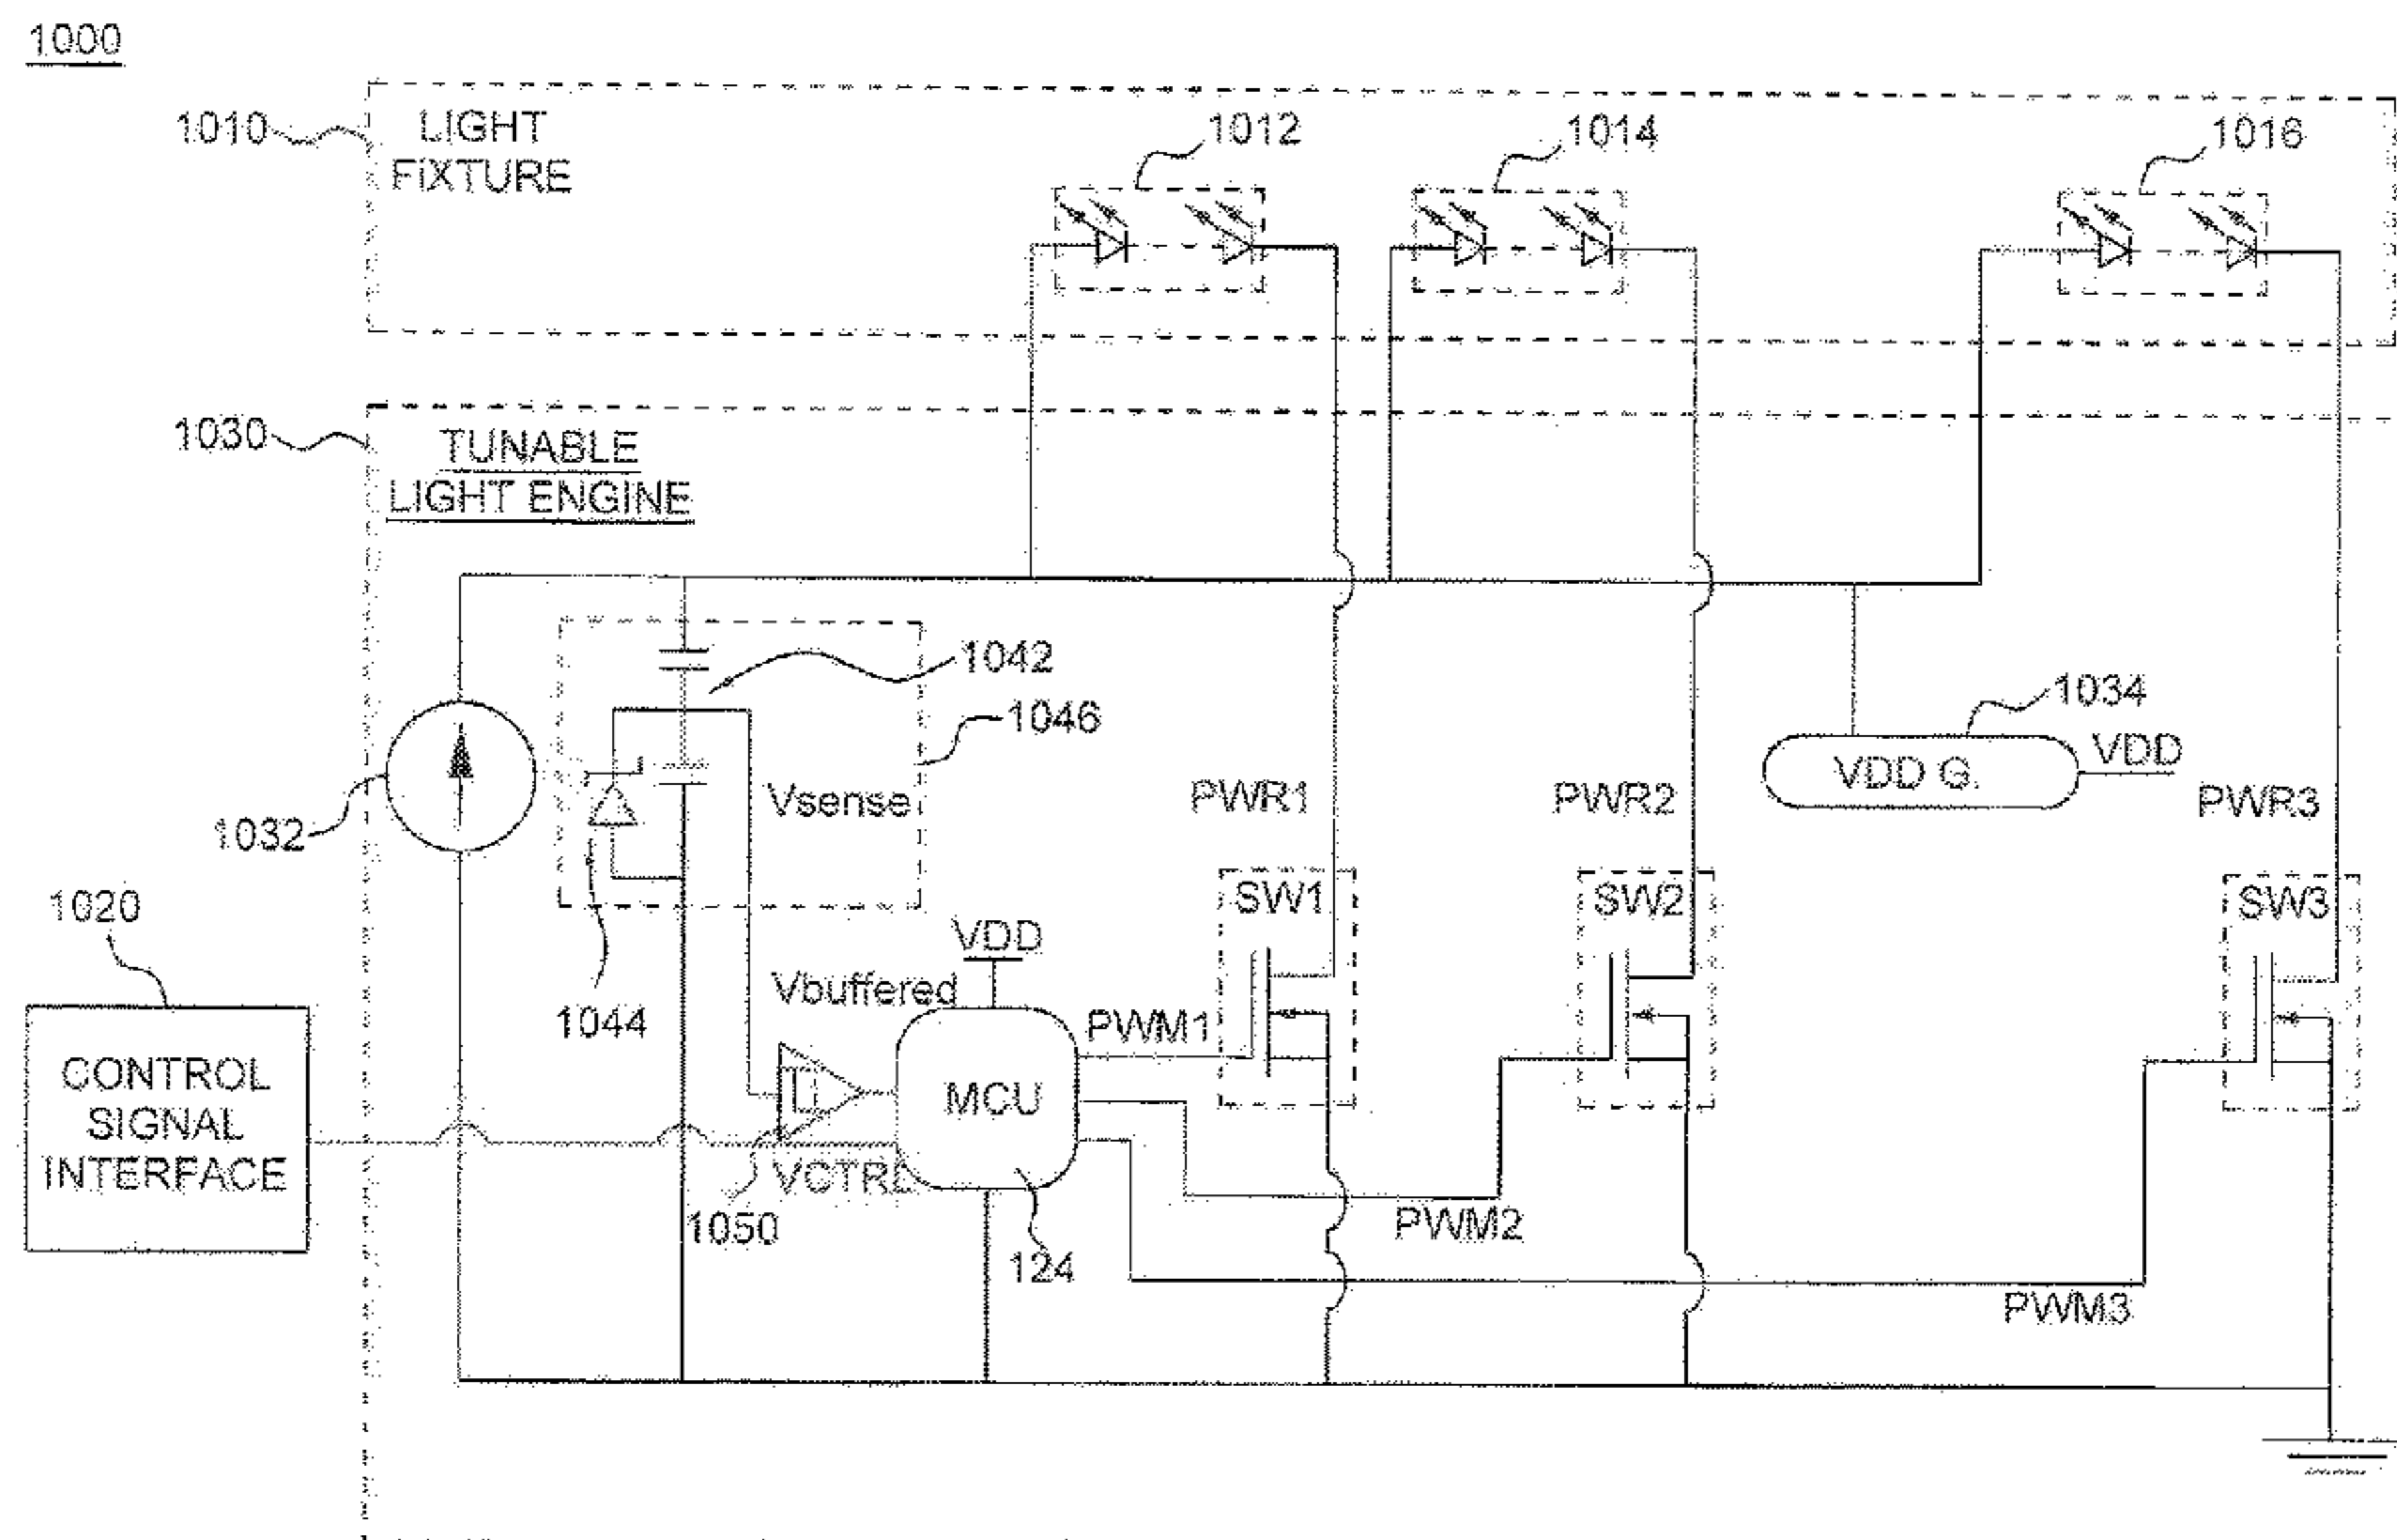 1000
1010
LIGHT
FIXTURE
1012
1014
1016
1030
TUNABLE
LIGHT ENGINE
1042
1046
1034
VDD G.
VDD
1032
Vsense
PWR1
PWR2
PWR3
1020
SW1
SW2
SW3
VDD
1044
Vbuffered
PWM1
CONTROL
SIGNAL
INTERFACE
MCU
VCTRL
1050
124
PWM2
PWM3